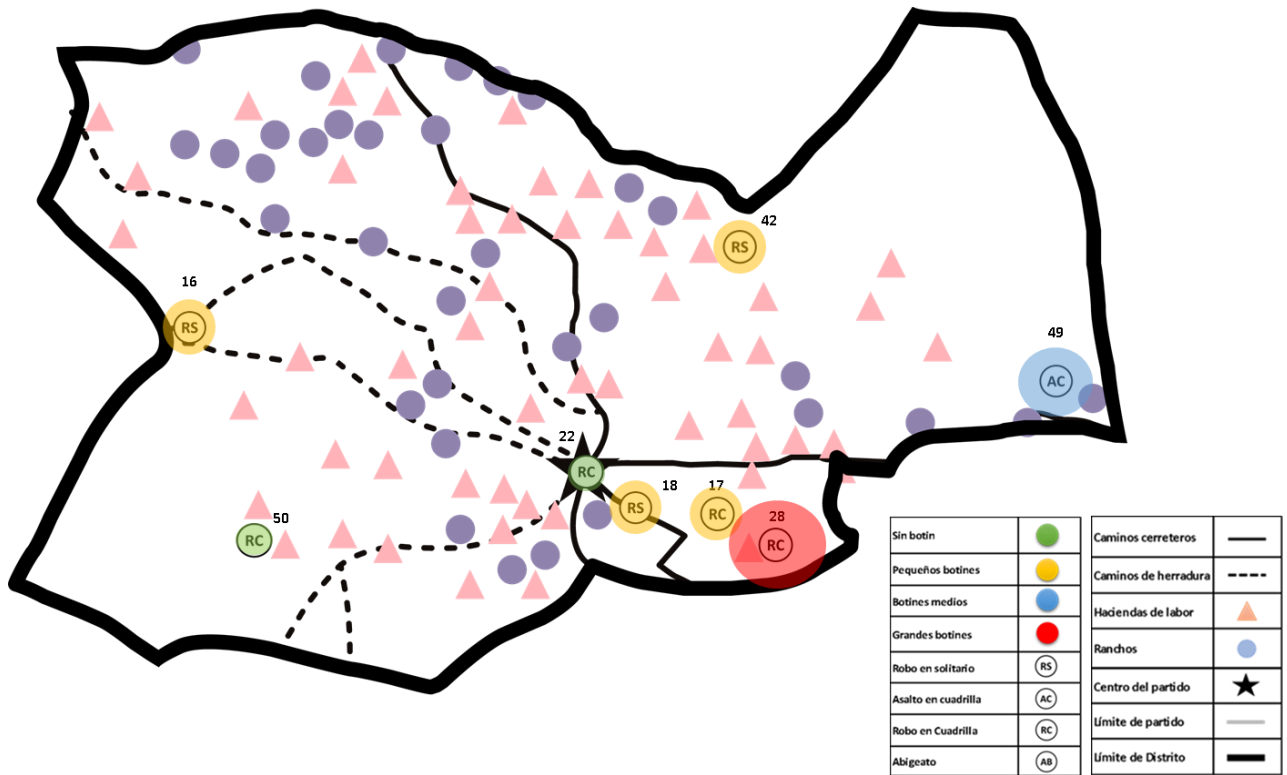 42
RS
16
RS
49
AC
22
RC
18
RS
17
RC
28
RC
50
RC
Sin botin
Pequeños botines
Botines medios
Grandes botines
Robo en solitario RS
Asalto en cuadrilla AC
Robo en Cuadrilla RC
Abigeato AB
Caminos cerreteros
Caminos de herradura
Haciendas de labor
Ranchos
Centro del partido
Límite de partido
Límite de Distrito